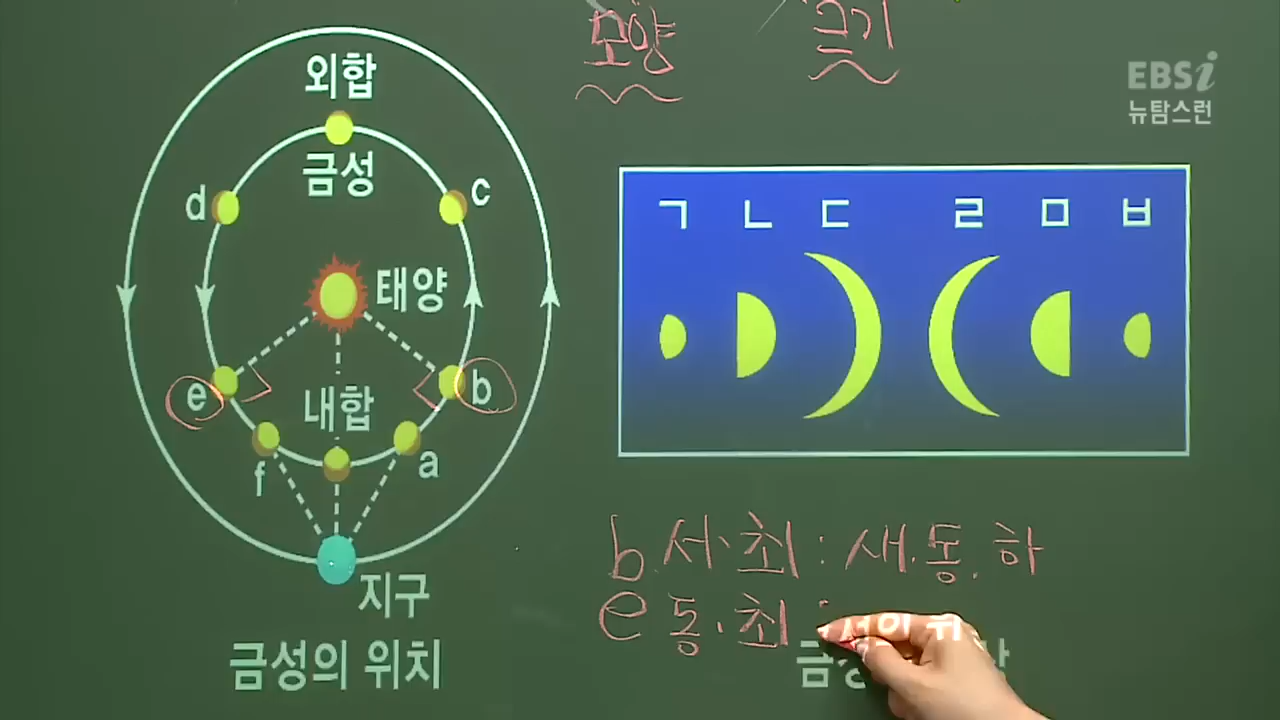 모양 크기
EBSi
뉴탐스런
외합
금성
d
c
태양
e
b
내합
f
a
지구
금성의 위치
ㄱ ㄴ ㄷ ㄹ ㅁ ㅂ
b 서·최 : 새·동·하
e 동·최 :